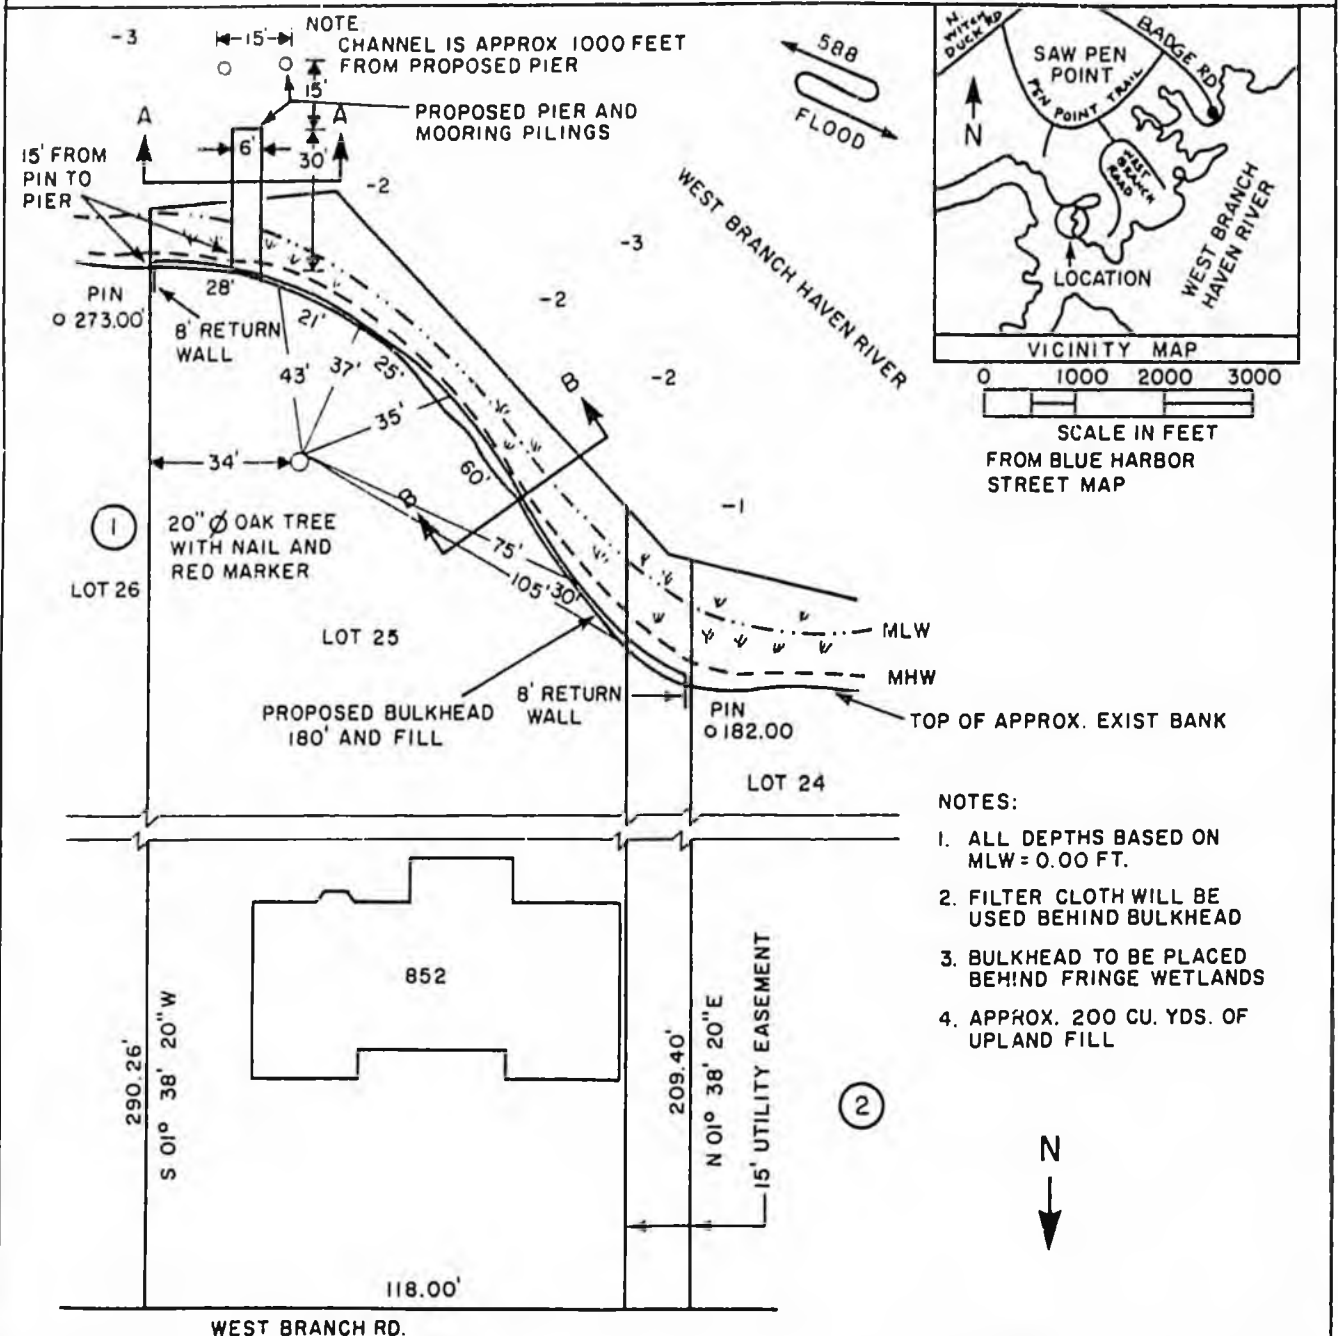 NOTE
CHANNEL IS APPROX 1000 FEET
FROM PROPOSED PIER
-3
15'
15'
A
A
PROPOSED PIER AND
MOORING PILINGS
6'
30'
15' FROM
PIN TO
PIER
-2
588
FLOOD
WEST BRANCH HAVEN RIVER
-3
-2
-2
-1
N. WITCH
DUCK RD
BADGE RD
SAW PEN
POINT
PEN POINT TRAIL
N
WEST
BRANCH
ROAD
LOCATION
WEST BRANCH
HAVEN RIVER
VICINITY MAP
0 1000 2000 3000
SCALE IN FEET
FROM BLUE HARBOR
STREET MAP
PIN
273.00'
28'
8' RETURN
WALL
21'
25'
43'
37'
35'
60'
34'
B
B
75'
105'
30'
1
20" Ø OAK TREE
WITH NAIL AND
RED MARKER
LOT 26
LOT 25
MLW
MHW
8' RETURN
WALL
PROPOSED BULKHEAD
180' AND FILL
PIN
182.00
TOP OF APPROX. EXIST BANK
LOT 24
NOTES:
1. ALL DEPTHS BASED ON
MLW = 0.00 FT.
2. FILTER CLOTH WILL BE
USED BEHIND BULKHEAD
3. BULKHEAD TO BE PLACED
BEHIND FRINGE WETLANDS
4. APPROX. 200 CU. YDS. OF
UPLAND FILL
852
290.26'
S 01° 38' 20" W
209.40'
N 01° 38' 20" E
15' UTILITY EASEMENT
2
N
118.00'
WEST BRANCH RD.